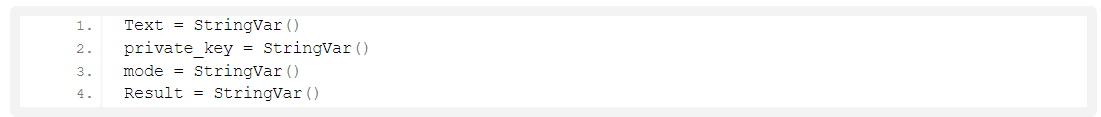 1. Text = StringVar()
2. private_key = StringVar()
3. mode = StringVar()
4. Result = StringVar()